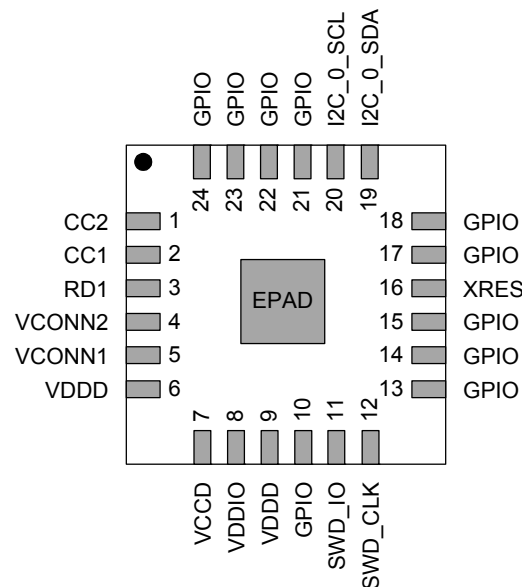 GPIO GPIO GPIO GPIO I2C_0_SCL I2C_0_SDA
24 23 22 21 20 19
CC2 1 18 GPIO
CC1 2 17 GPIO
RD1 3 16 XRES
EPAD
VCONN2 4 15 GPIO
VCONN1 5 14 GPIO
VDDD 6 13 GPIO
7 8 9 10 11 12
VCCD VDDIO VDDD GPIO SWD_IO SWD_CLK